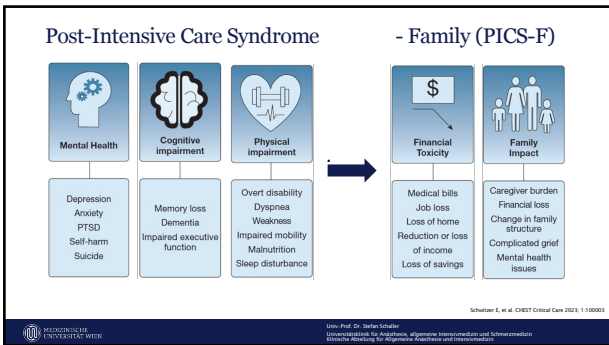 Post-Intensive Care Syndrome - Family (PICS-F)
Mental Health
Depression
Anxiety
PTSD
Self-harm
Suicide
Cognitive
impairment
Memory loss
Dementia
Impaired executive
function
Physical
impairment
Overt disability
Dyspnea
Weakness
Impaired mobility
Malnutrition
Sleep disturbance
$
Financial
Toxicity
Medical bills
Job loss
Loss of home
Reduction or loss
of income
Loss of savings
Family
Impact
Caregiver burden
Financial loss
Change in family
structure
Complicated grief
Mental health
issues
Schwitzer E, et al. CHEST Critical Care 2023; 1:100003
MEDIZINISCHE
UNIVERSITÄT WIEN
Univ.-Prof. Dr. Stefan Schaller
Universitätsklinik für Anästhesie, allgemeine Intensivmedizin und Schmerzmedizin
Klinische Abteilung für Allgemeine Anästhesie und Intensivmedizin